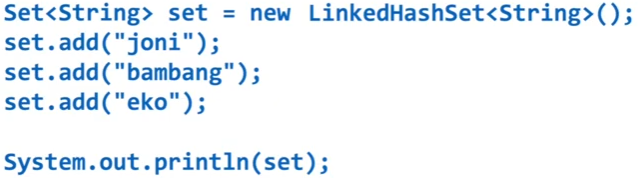 Set<String> set = new LinkedHashSet<String>();
set.add("joni");
set.add("bambang");
set.add("eko");
System.out.println(set);